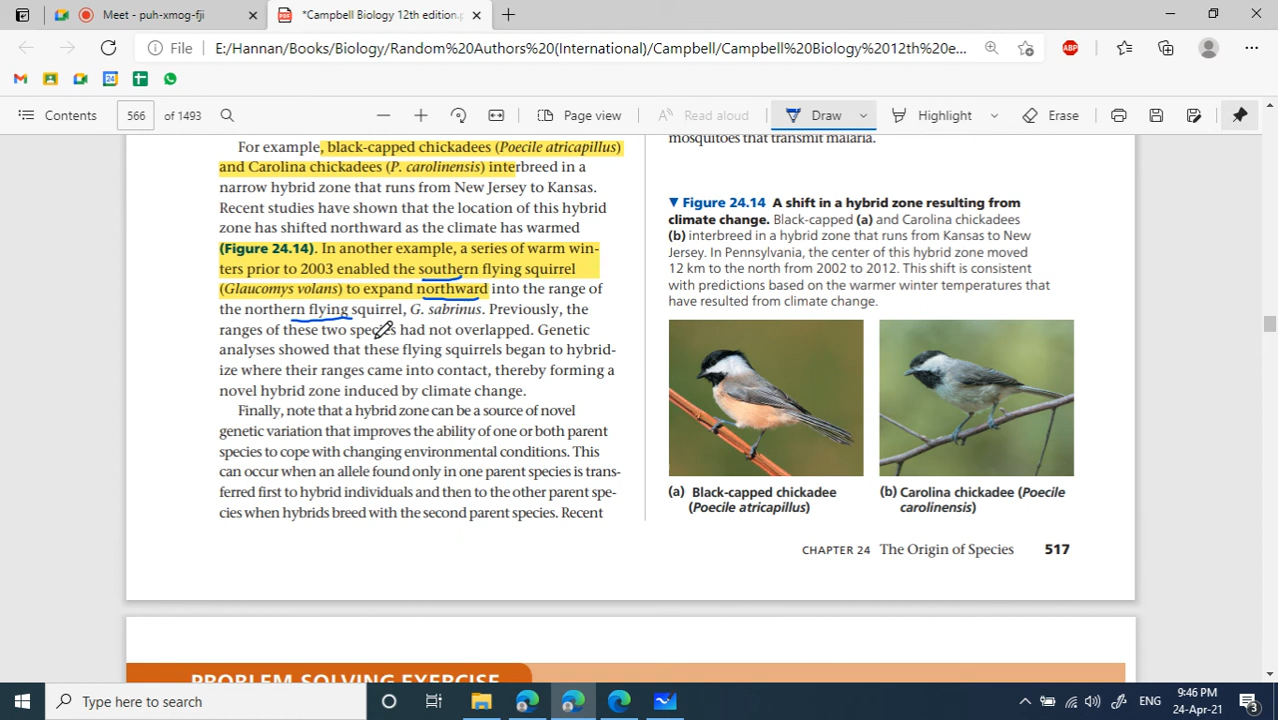 Meet - puh-xmog-fji
*Campbell Biology 12th edition.p
File
E:/Hannan/Books/Biology/Random%20Authors%20(International)/Campbell/Campbell%20Biology%2012th%20e...
ABP
Contents
566 of 1493
Page view
Read aloud
Draw
Highlight
Erase
For example, black-capped chickadees (Poecile atricapillus)
and Carolina chickadees (P. carolinensis) interbreed in a
narrow hybrid zone that runs from New Jersey to Kansas.
Recent studies have shown that the location of this hybrid
zone has shifted northward as the climate has warmed
(Figure 24.14). In another example, a series of warm win-
ters prior to 2003 enabled the southern flying squirrel
(Glaucomys volans) to expand northward into the range of
the northern flying squirrel, G. sabrinus. Previously, the
ranges of these two species had not overlapped. Genetic
analyses showed that these flying squirrels began to hybrid-
ize where their ranges came into contact, thereby forming a
novel hybrid zone induced by climate change.
Finally, note that a hybrid zone can be a source of novel
genetic variation that improves the ability of one or both parent
species to cope with changing environmental conditions. This
can occur when an allele found only in one parent species is trans-
ferred first to hybrid individuals and then to the other parent spe-
cies when hybrids breed with the second parent species. Recent
mosquitoes that transmit malaria.
▼ Figure 24.14 A shift in a hybrid zone resulting from
climate change. Black-capped (a) and Carolina chickadees
(b) interbreed in a hybrid zone that runs from Kansas to New
Jersey. In Pennsylvania, the center of this hybrid zone moved
12 km to the north from 2002 to 2012. This shift is consistent
with predictions based on the warmer winter temperatures that
have resulted from climate change.
(a) Black-capped chickadee
(Poecile atricapillus)
(b) Carolina chickadee (Poecile
carolinensis)
CHAPTER 24 The Origin of Species 517
PROBLEM SOLVING EXERCISE
Type here to search
ENG
9:46 PM
24-Apr-21
3